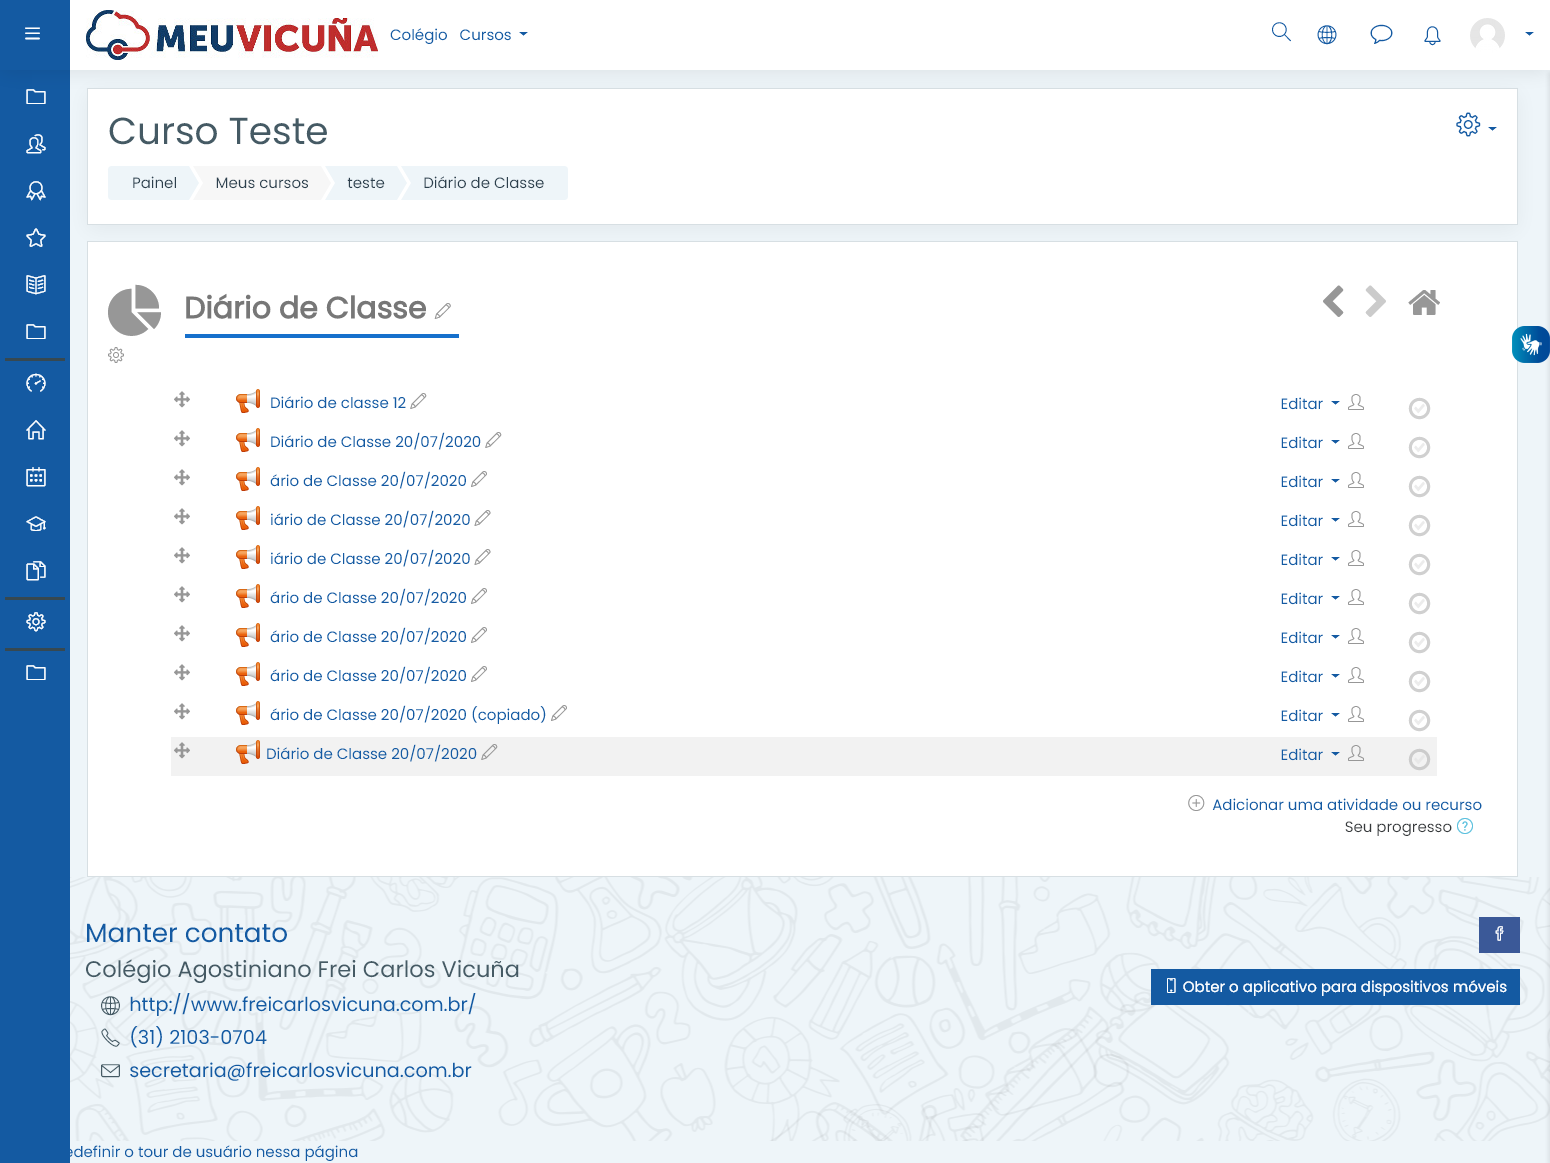 MEUVICUÑA Colégio Cursos
Curso Teste
Painel Meus cursos teste Diário de Classe
Diário de Classe
Diário de classe 12 Editar
Diário de Classe 20/07/2020 Editar
ário de Classe 20/07/2020 Editar
iário de Classe 20/07/2020 Editar
iário de Classe 20/07/2020 Editar
ário de Classe 20/07/2020 Editar
ário de Classe 20/07/2020 Editar
ário de Classe 20/07/2020 Editar
ário de Classe 20/07/2020 (copiado) Editar
Diário de Classe 20/07/2020 Editar
Adicionar uma atividade ou recurso
Seu progresso ?
Manter contato
Colégio Agostiniano Frei Carlos Vicuña
Obter o aplicativo para dispositivos móveis
http://www.freicarlosvicuna.com.br/
(31) 2103-0704
secretaria@freicarlosvicuna.com.br
edefinir o tour de usuário nessa página